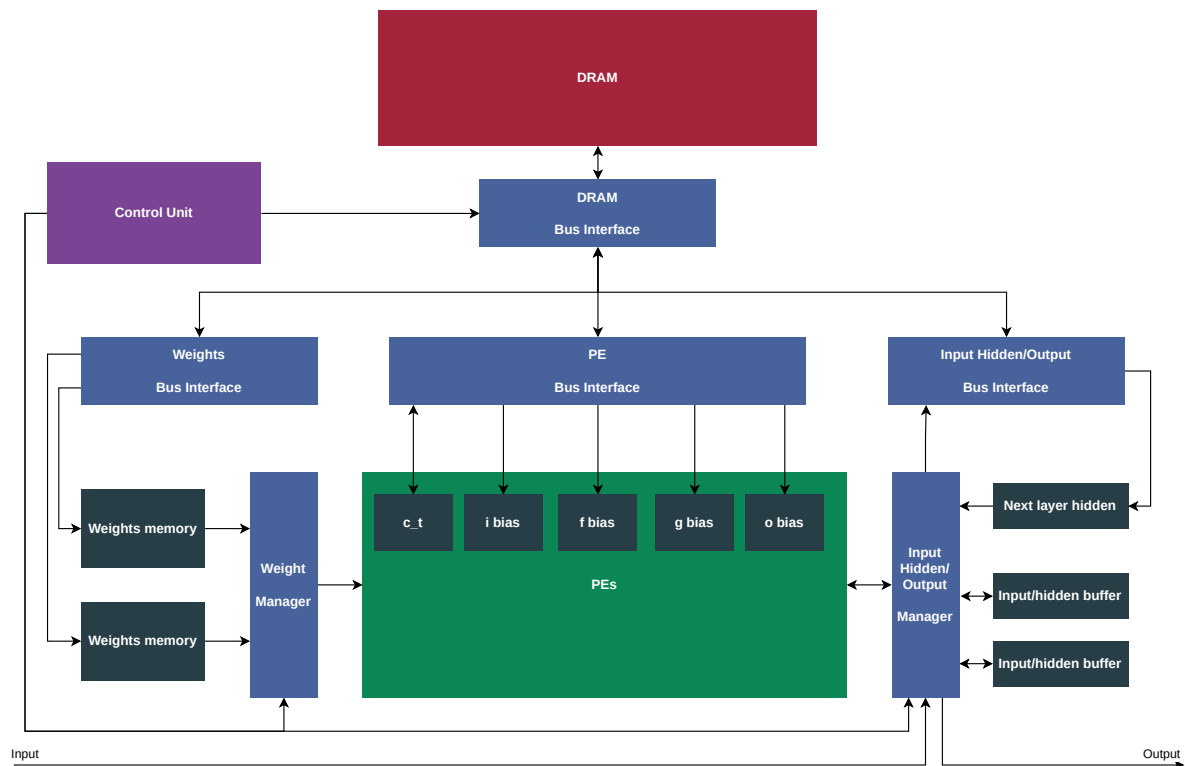 DRAM
DRAM
Bus Interface
Control Unit
Weights
Bus Interface
PE
Bus Interface
Input Hidden/Output
Bus Interface
Weights memory
Weights memory
Weight
Manager
c_t
i bias
f bias
g bias
o bias
PEs
Input
Hidden/
Output
Manager
Next layer hidden
Input/hidden buffer
Input/hidden buffer
Input
Output